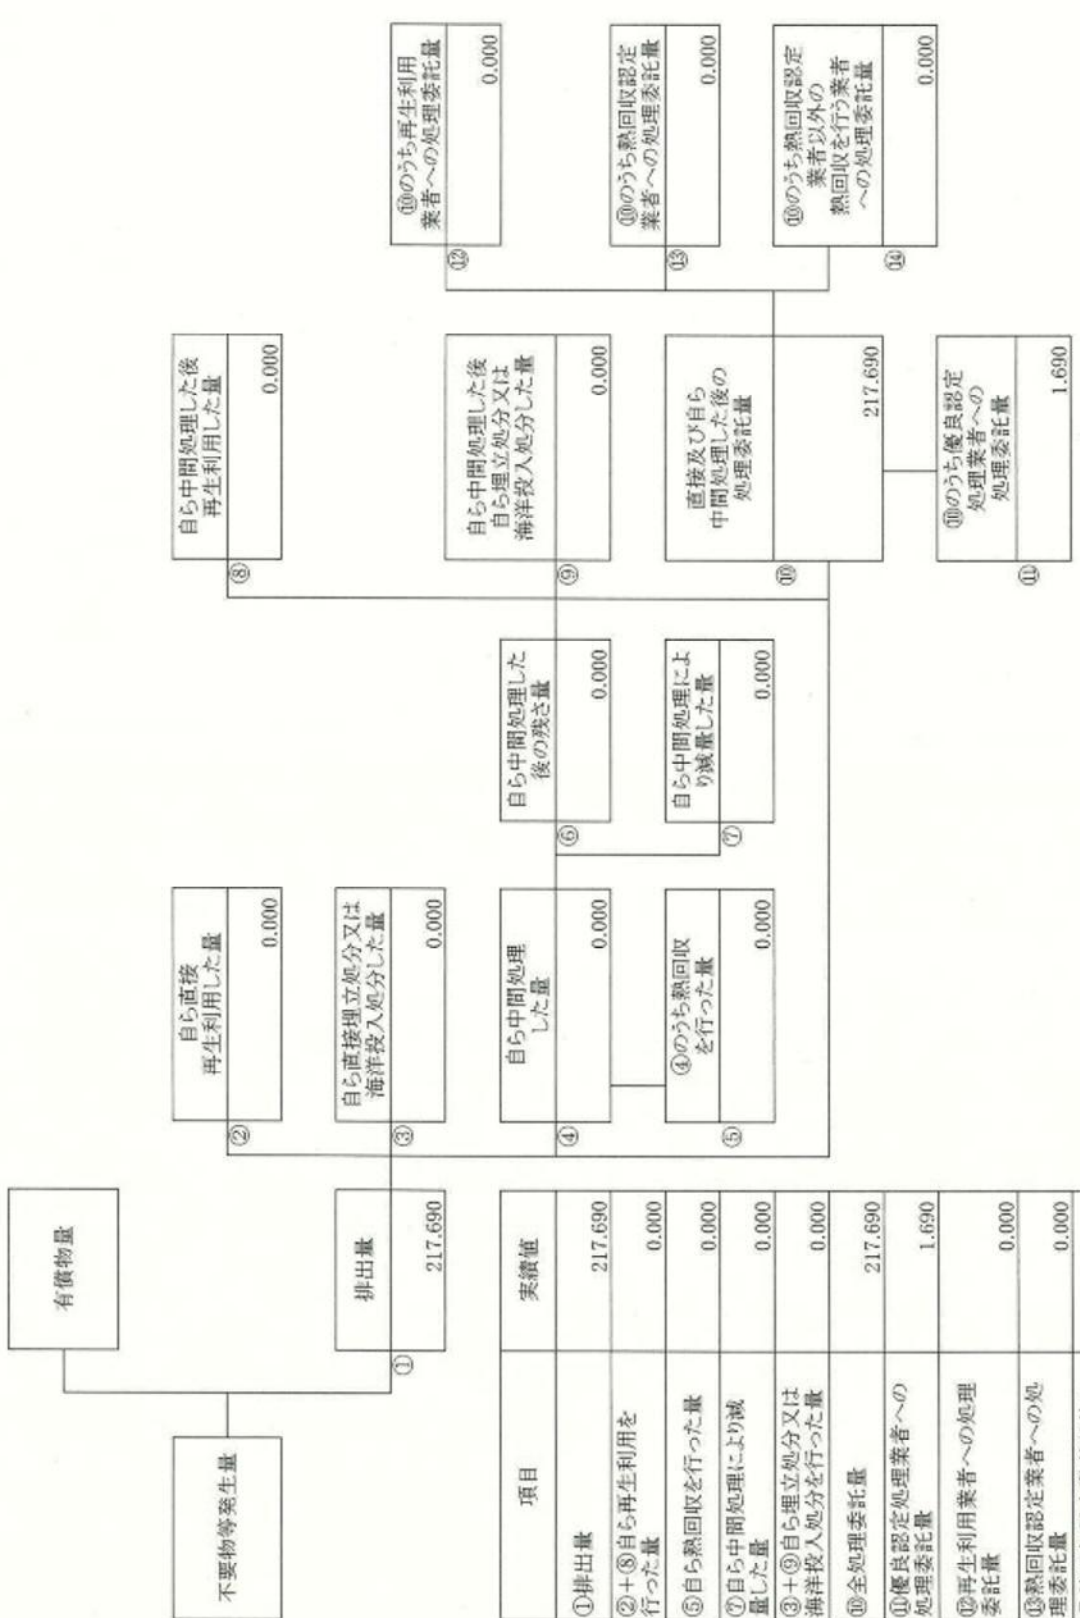 不要物等発生量
有償物量
排出量
①
217.690
自ら直接
再生利用した量
②
0.000
自ら直接埋立処分又は
海洋投入処分した量
③
0.000
自ら中間処理
した量
④
0.000
④のうち熱回収
を行った量
⑤
0.000
自ら中間処理した
後の残さ量
⑥
0.000
自ら中間処理によ
り減量した量
⑦
0.000
自ら中間処理した後
再生利用した量
⑧
0.000
自ら中間処理した後
自ら埋立処分又は
海洋投入処分した量
⑨
0.000
直接及び自ら
中間処理した後の
処理委託量
⑩
217.690
⑩のうち優良認定
処理業者への
処理委託量
⑪
1.690
⑩のうち再生利用
業者への処理委託量
⑫
0.000
⑩のうち熱回収認定
業者への処理委託量
⑬
0.000
⑩のうち熱回収認定
業者以外の
熱回収を行う業者
への処理委託量
⑭
0.000
項目 実績値
①排出量 217.690
②+⑧自ら再生利用を
行った量 0.000
⑤自ら熱回収を行った量 0.000
⑦自ら中間処理により減
量した量 0.000
③+⑨自ら埋立処分又は
海洋投入処分を行った量 0.000
⑩全処理委託量 217.690
⑪優良認定処理業者への
処理委託量 1.690
⑫再生利用業者への処理
委託量 0.000
⑬熱回収認定業者への処
理委託量 0.000